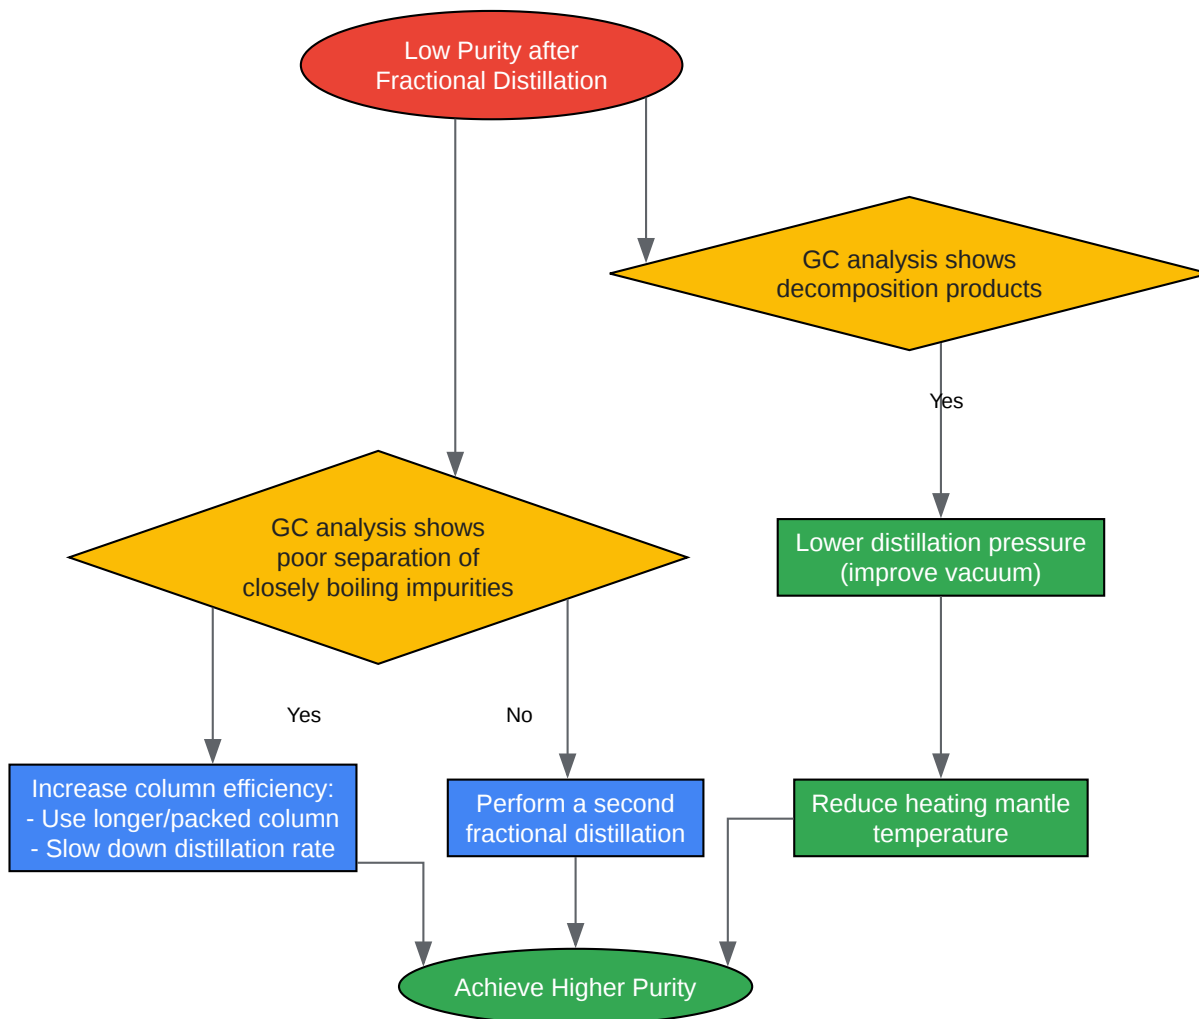 Low Purity after
Fractional Distillation
GC analysis shows
decomposition products
Yes
GC analysis shows
poor separation of
closely boiling impurities
Lower distillation pressure
(improve vacuum)
Yes
No
Increase column efficiency:
- Use longer/packed column
- Slow down distillation rate
Perform a second
fractional distillation
Reduce heating mantle
temperature
Achieve Higher Purity